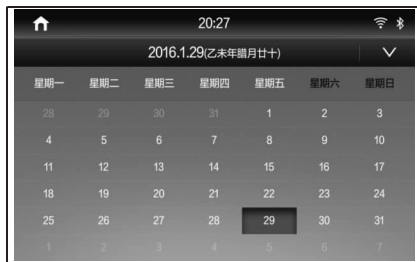 20:27
2016.1.29(乙未年腊月廿十)
星期一 星期二 星期三 星期四 星期五 星期六 星期日
28 29 30 31 1 2 3
4 5 6 7 8 9 10
11 12 13 14 15 16 17
18 19 20 21 22 23 24
25 26 27 28 29 30 31
1 2 3 4 5 6 7